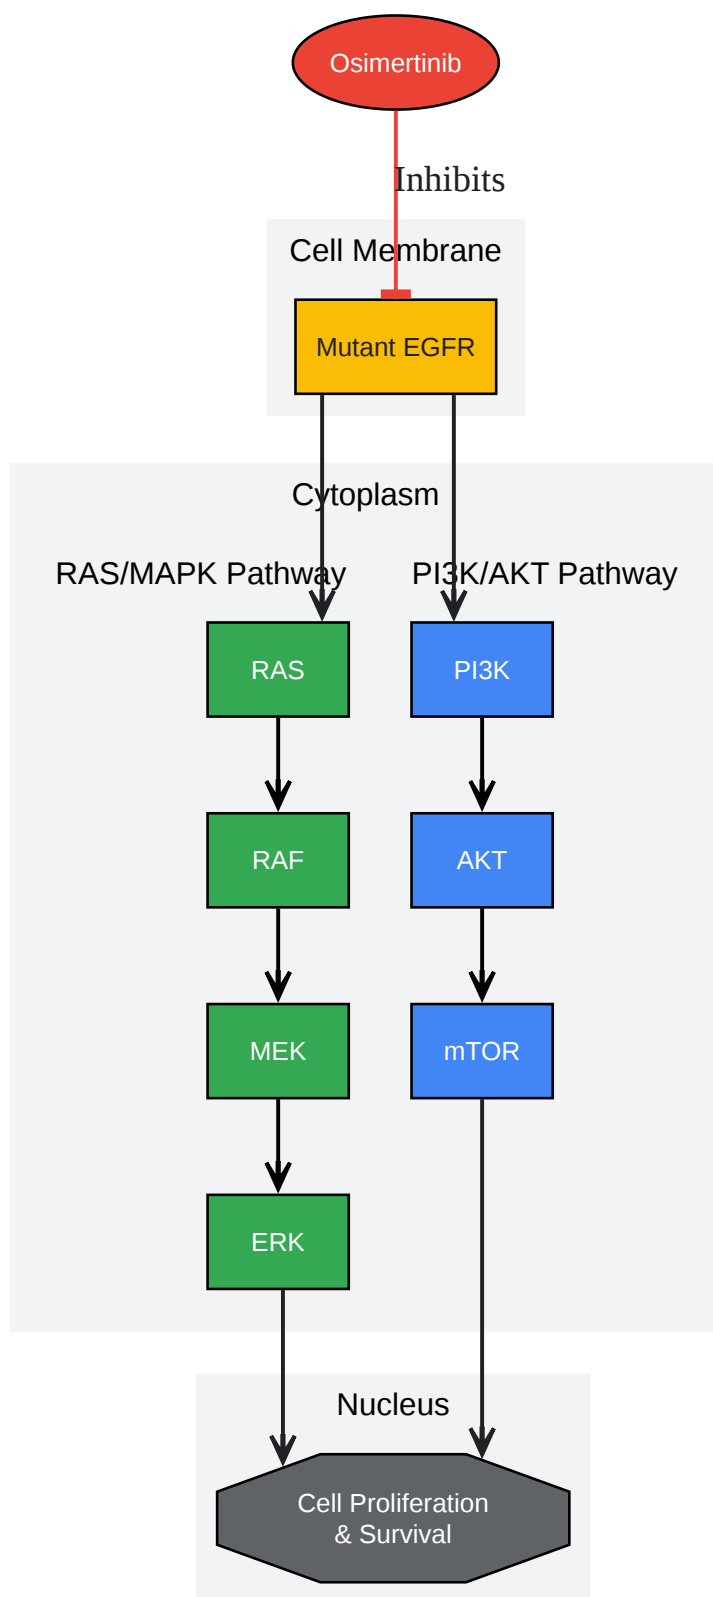 Osimertinib
Inhibits
Cell Membrane
Mutant EGFR
Cytoplasm
RAS/MAPK Pathway
PI3K/AKT Pathway
RAS
PI3K
RAF
AKT
MEK
mTOR
ERK
Nucleus
Cell Proliferation
& Survival